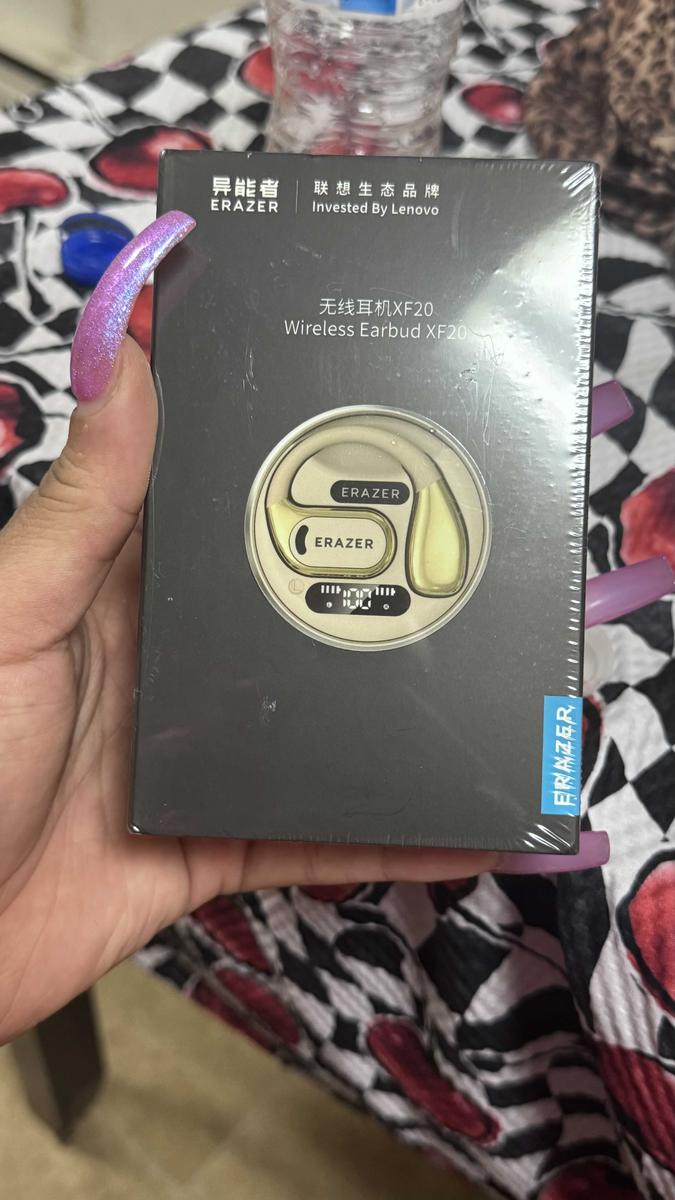 异能者
ERAZER
联想生态品牌
Invested By Lenovo
无线耳机XF20
Wireless Earbud XF20
ERAZER
ERAZER
L
100
ERAZER